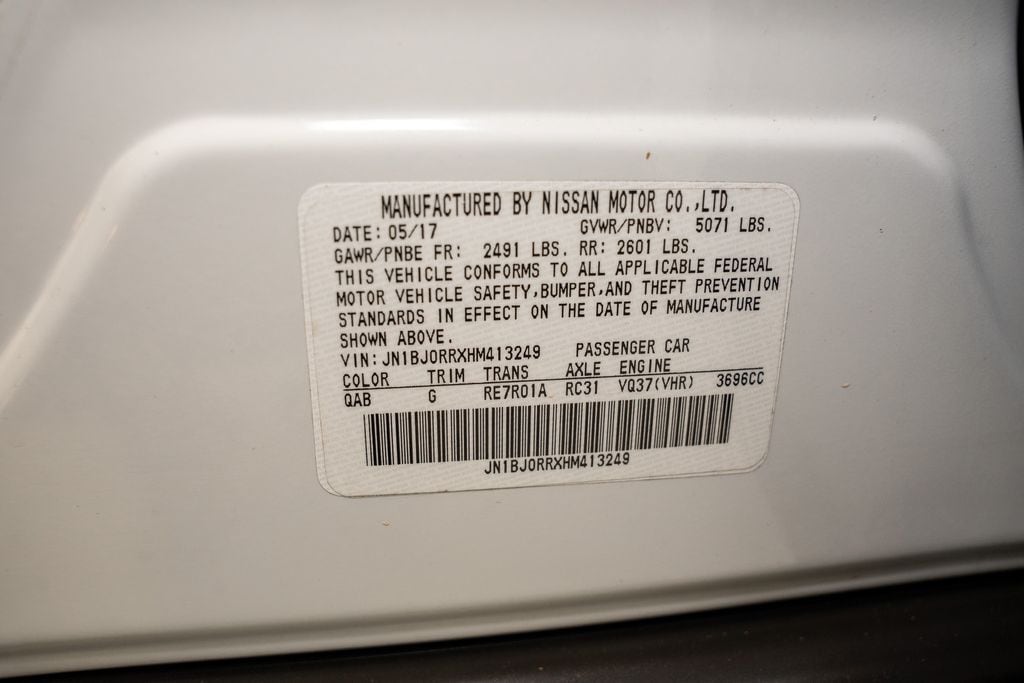 MANUFACTURED BY NISSAN MOTOR CO.,LTD.
DATE: 05/17 GVWR/PNBV: 5071 LBS.
GAWR/PNBE FR: 2491 LBS. RR: 2601 LBS.
THIS VEHICLE CONFORMS TO ALL APPLICABLE FEDERAL
MOTOR VEHICLE SAFETY,BUMPER,AND THEFT PREVENTION
STANDARDS IN EFFECT ON THE DATE OF MANUFACTURE
SHOWN ABOVE.
VIN: JN1BJ0RRXHM413249 PASSENGER CAR
COLOR TRIM TRANS AXLE ENGINE
QAB G RE7R01A RC31 VQ37(VHR) 3696CC
JN1BJ0RRXHM413249